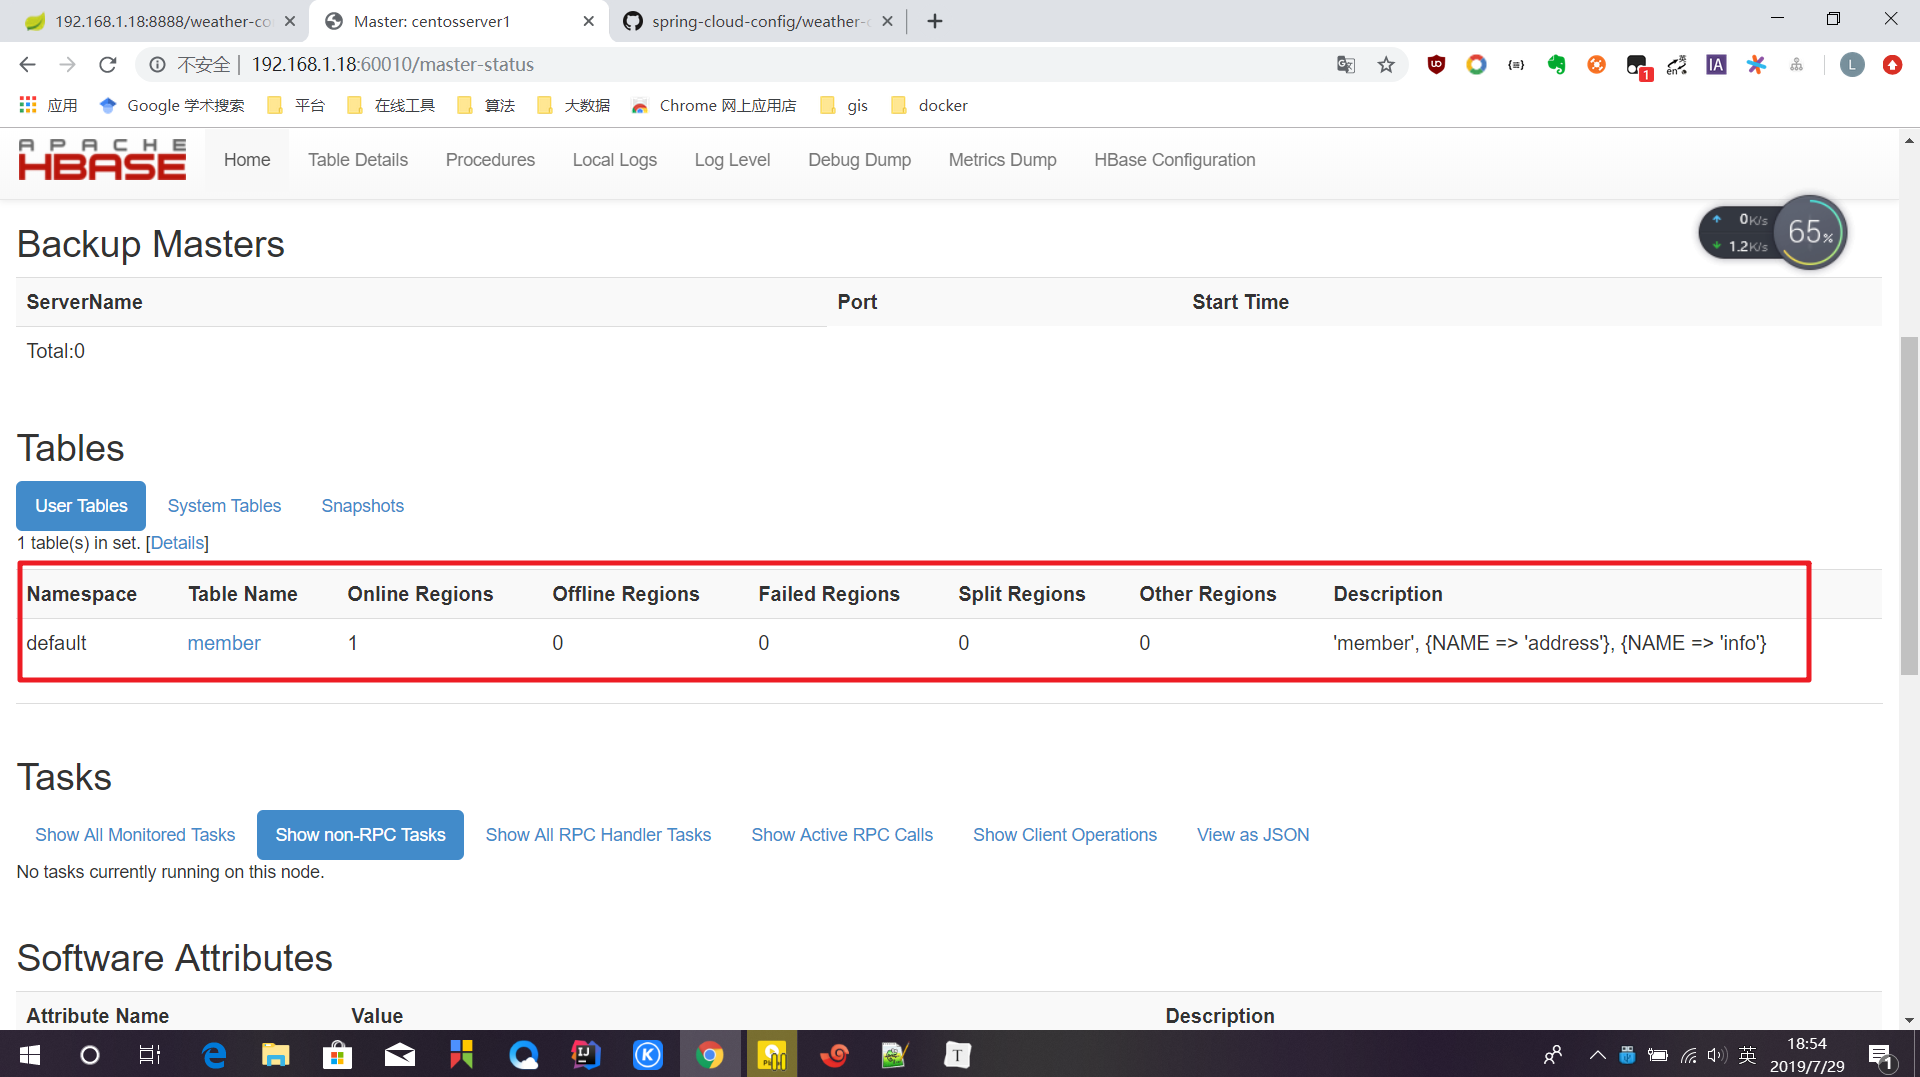 192.168.1.18:8888/weather-co
Master: centosserver1
spring-cloud-config/weather-c
不安全 | 192.168.1.18:60010/master-status
应用 Google 学术搜索 平台 在线工具 算法 大数据 Chrome 网上应用店 gis docker
APACHE
HBASE
Home Table Details Procedures Local Logs Log Level Debug Dump Metrics Dump HBase Configuration
0K/s
1.2K/s
65%
Backup Masters
ServerName Port Start Time
Total:0
Tables
User Tables System Tables Snapshots
1 table(s) in set. [Details]
Namespace Table Name Online Regions Offline Regions Failed Regions Split Regions Other Regions Description
default member 1 0 0 0 0 'member', {NAME => 'address'}, {NAME => 'info'}
Tasks
Show All Monitored Tasks Show non-RPC Tasks Show All RPC Handler Tasks Show Active RPC Calls Show Client Operations View as JSON
No tasks currently running on this node.
Software Attributes
Attribute Name Value Description
英
18:54
2019/7/29
1